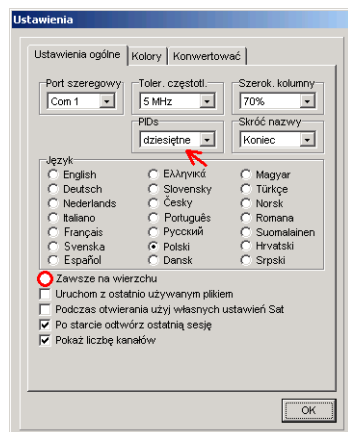 Ustawienia
Ustawienia ogólne Kolory Konwertować
Port szeregowy Toler. częstotl. Szerok. kolumny
Com 1 5 MHz 70%
PIDs Skróć nazwy
dziesiętne Koniec
Język
English Ελληνικά Magyar
Deutsch Slovensky Türkçe
Nederlands Česky Norsk
Italiano Português Romana
Français Русский Suomalainen
Svenska Polski Hrvatski
Español Dansk Srpski
Zawsze na wierzchu
Uruchom z ostatnio używanym plikiem
Podczas otwierania użyj własnych ustawień Sat
Po starcie odtwórz ostatnią sesję
Pokaż liczbę kanałów
OK